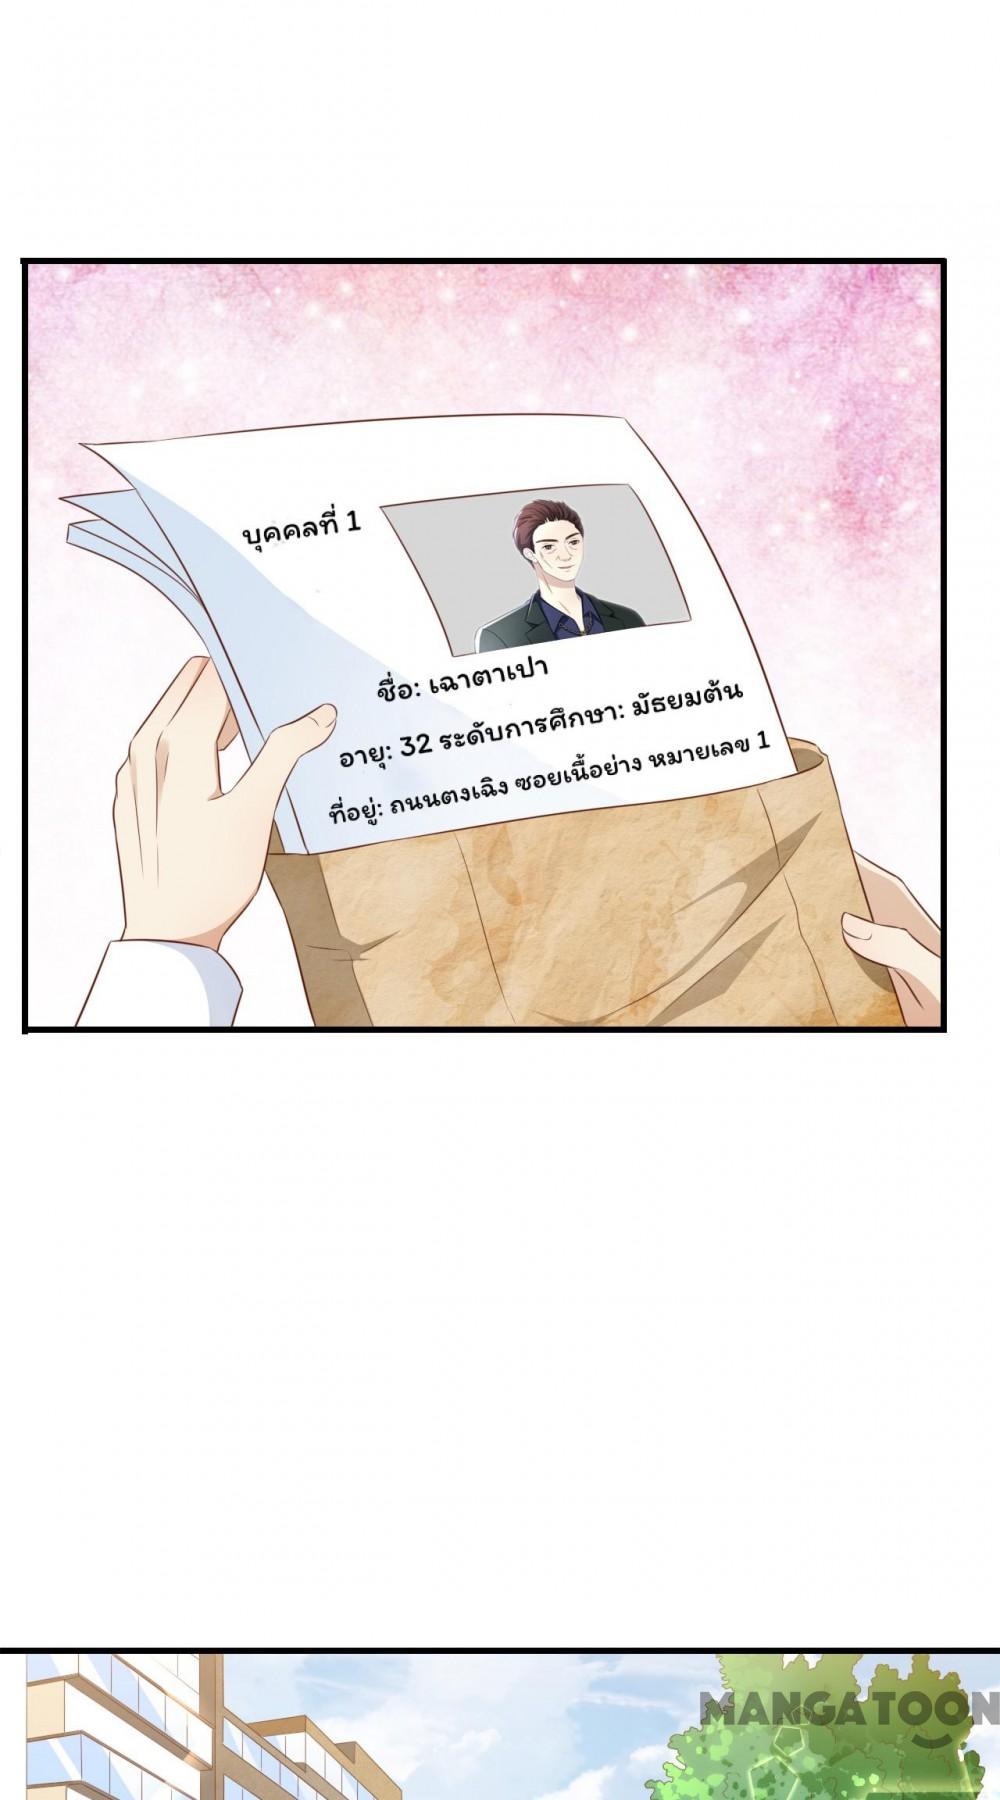 บุคคลที่ 1
ชื่อ: เฉาตาเปา
อายุ: 32 ระดับการศึกษา: มัธยมต้น
ที่อยู่: ถนนตงเฉิง ซอยเนื้อย่าง หมายเลข 1
MANGATOON